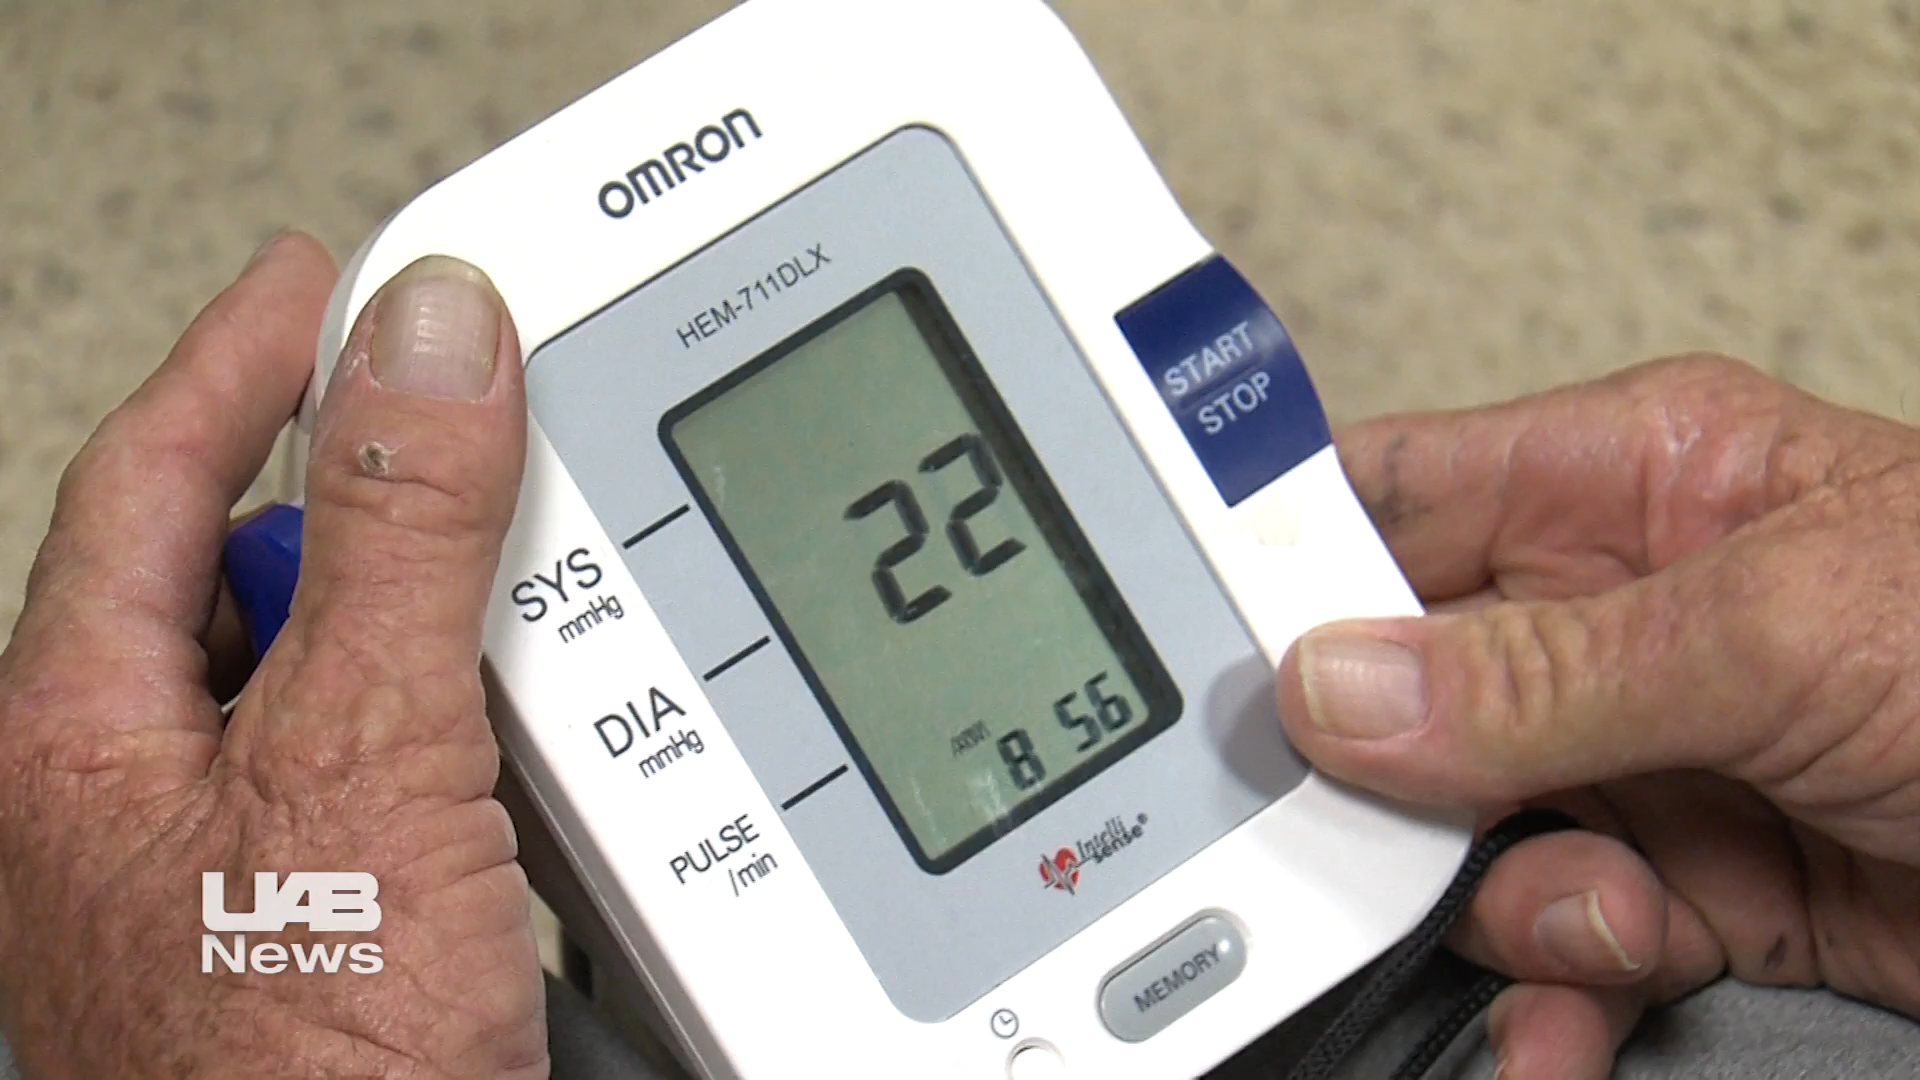 OMRON
HEM-711DLX
START
STOP
22
SYS
mmHg
DIA
mmHg
8 56
PULSE
/min
Intelli
sense®
MEMORY
UAB
News